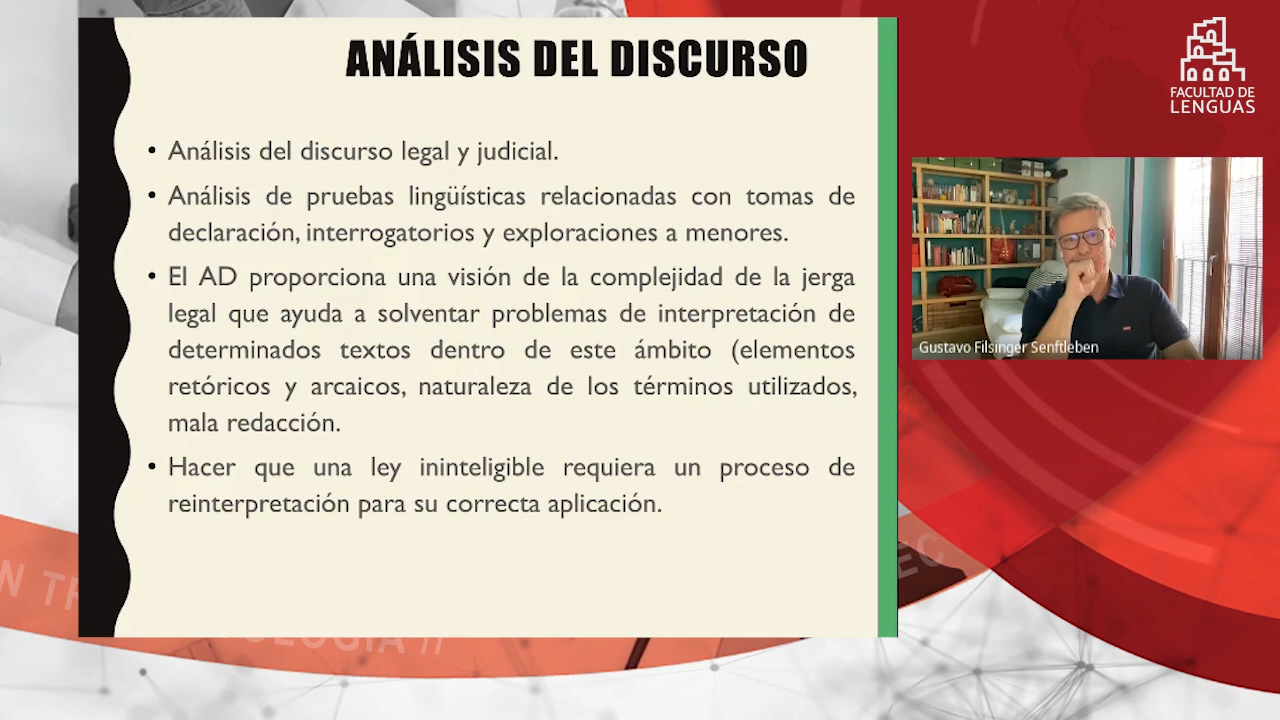 ANÁLISIS DEL DISCURSO
• Análisis del discurso legal y judicial.
• Análisis de pruebas lingüísticas relacionadas con tomas de
declaración, interrogatorios y exploraciones a menores.
• El AD proporciona una visión de la complejidad de la jerga
legal que ayuda a solventar problemas de interpretación de
determinados textos dentro de este ámbito (elementos
retóricos y arcaicos, naturaleza de los términos utilizados,
mala redacción.
• Hacer que una ley ininteligible requiera un proceso de
reinterpretación para su correcta aplicación.
FACULTAD DE
LENGUAS
Gustavo Filsinger Senftleben